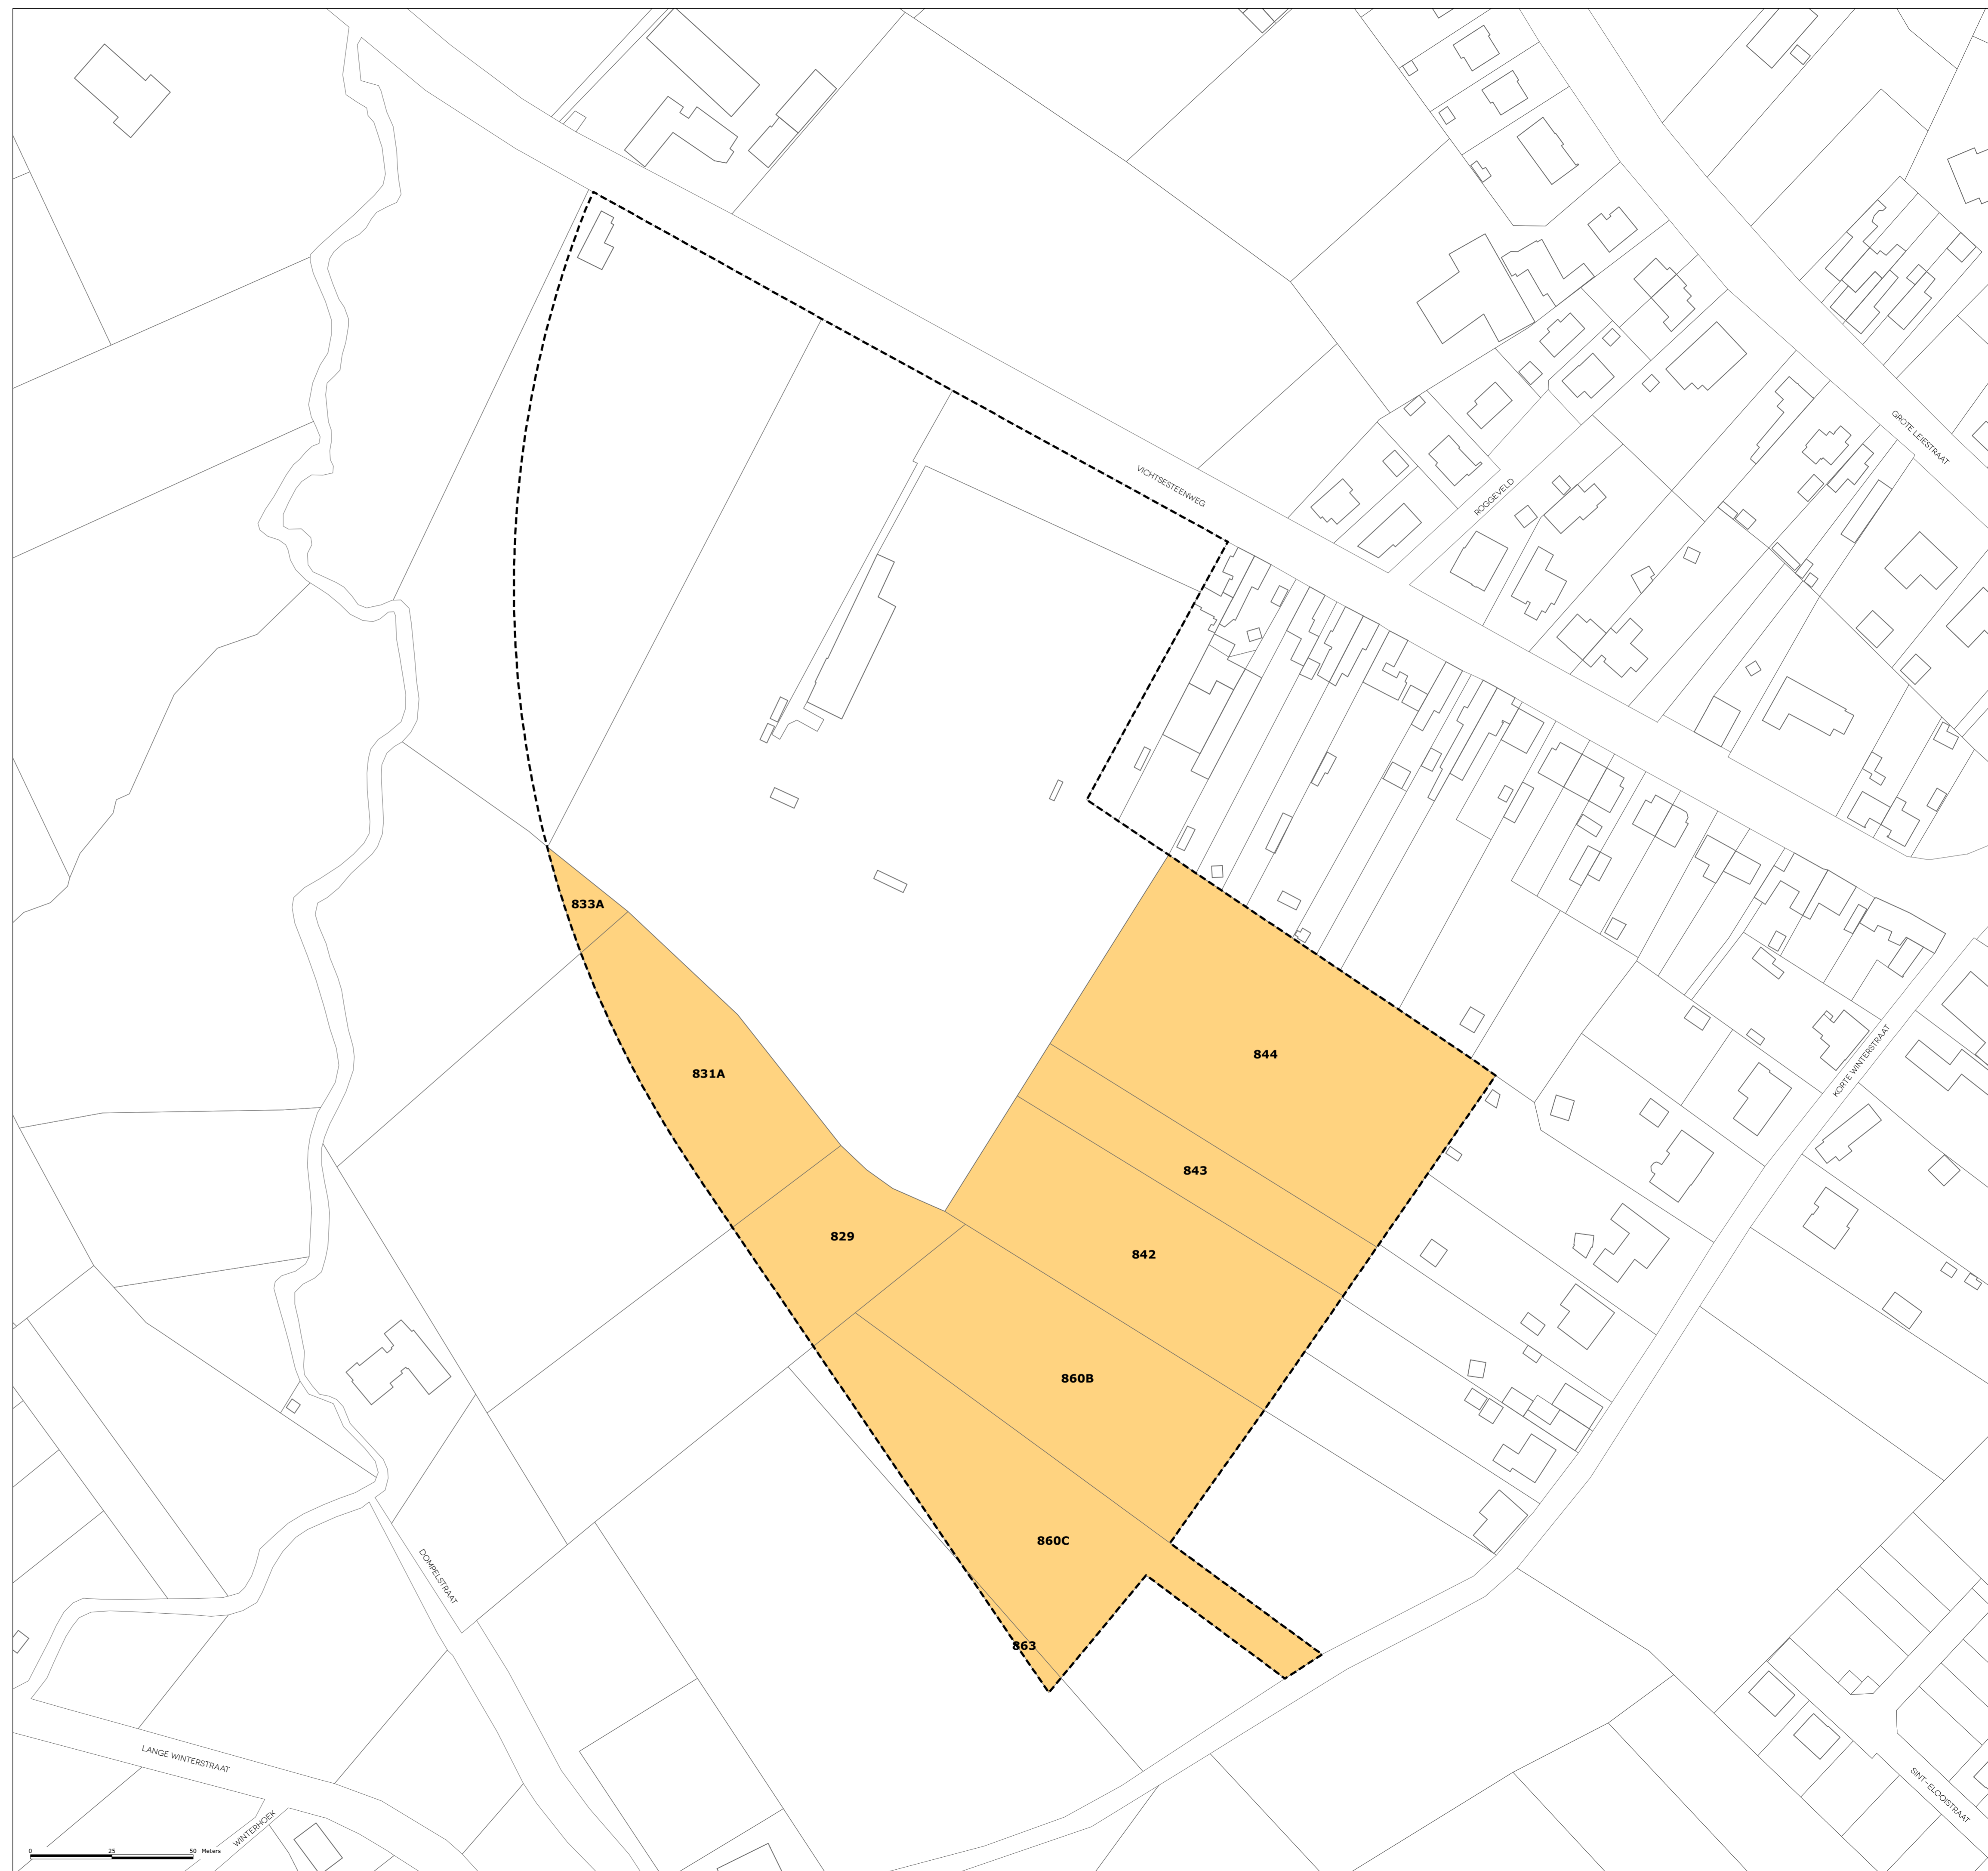 GROTE LEIESTRAAT
VICHTSESTEENWEG
ROGGEVELD
833A
844
831A
KORTE WINTERSTRAAT
843
829
842
860B
860C
DOMPELSTRAAT
863
LANGE WINTERSTRAAT
SINT-ELOOISTRAAT
WINTERHOEK
0 25 50 Meters